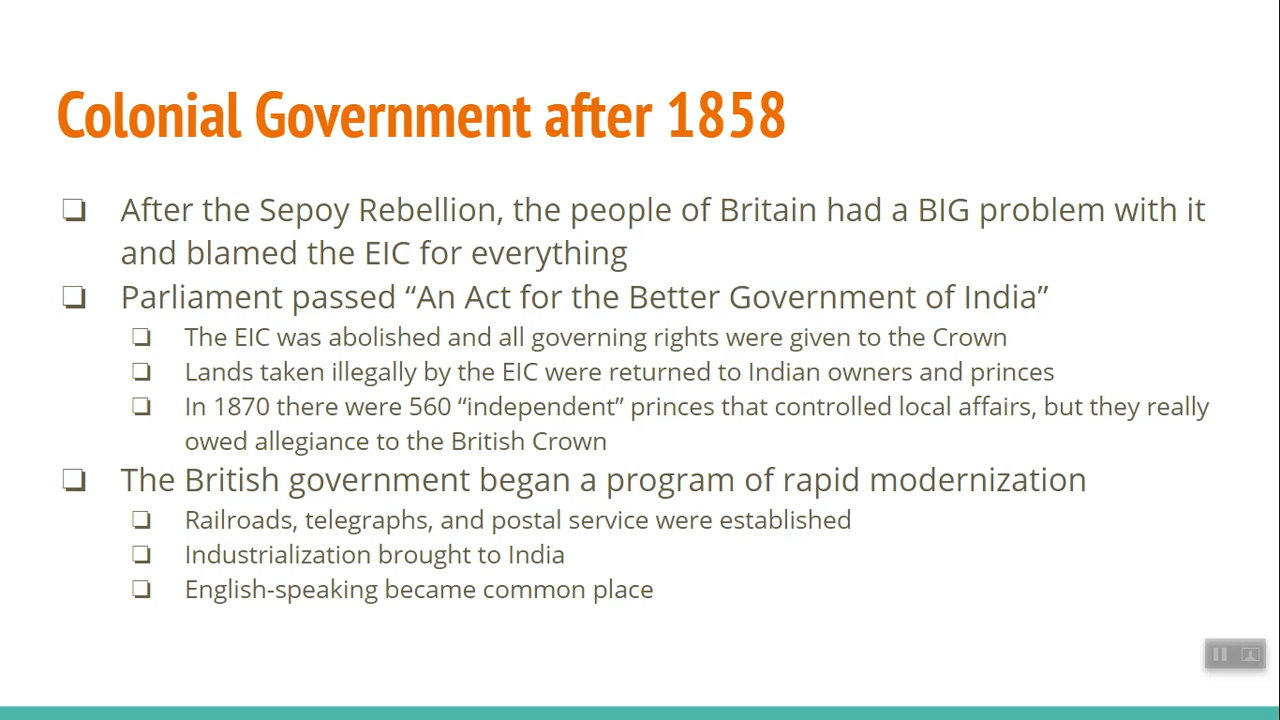 Colonial Government after 1858
❏ After the Sepoy Rebellion, the people of Britain had a BIG problem with it
and blamed the EIC for everything
❏ Parliament passed “An Act for the Better Government of India”
❏ The EIC was abolished and all governing rights were given to the Crown
❏ Lands taken illegally by the EIC were returned to Indian owners and princes
❏ In 1870 there were 560 “independent” princes that controlled local affairs, but they really
owed allegiance to the British Crown
❏ The British government began a program of rapid modernization
❏ Railroads, telegraphs, and postal service were established
❏ Industrialization brought to India
❏ English-speaking became common place